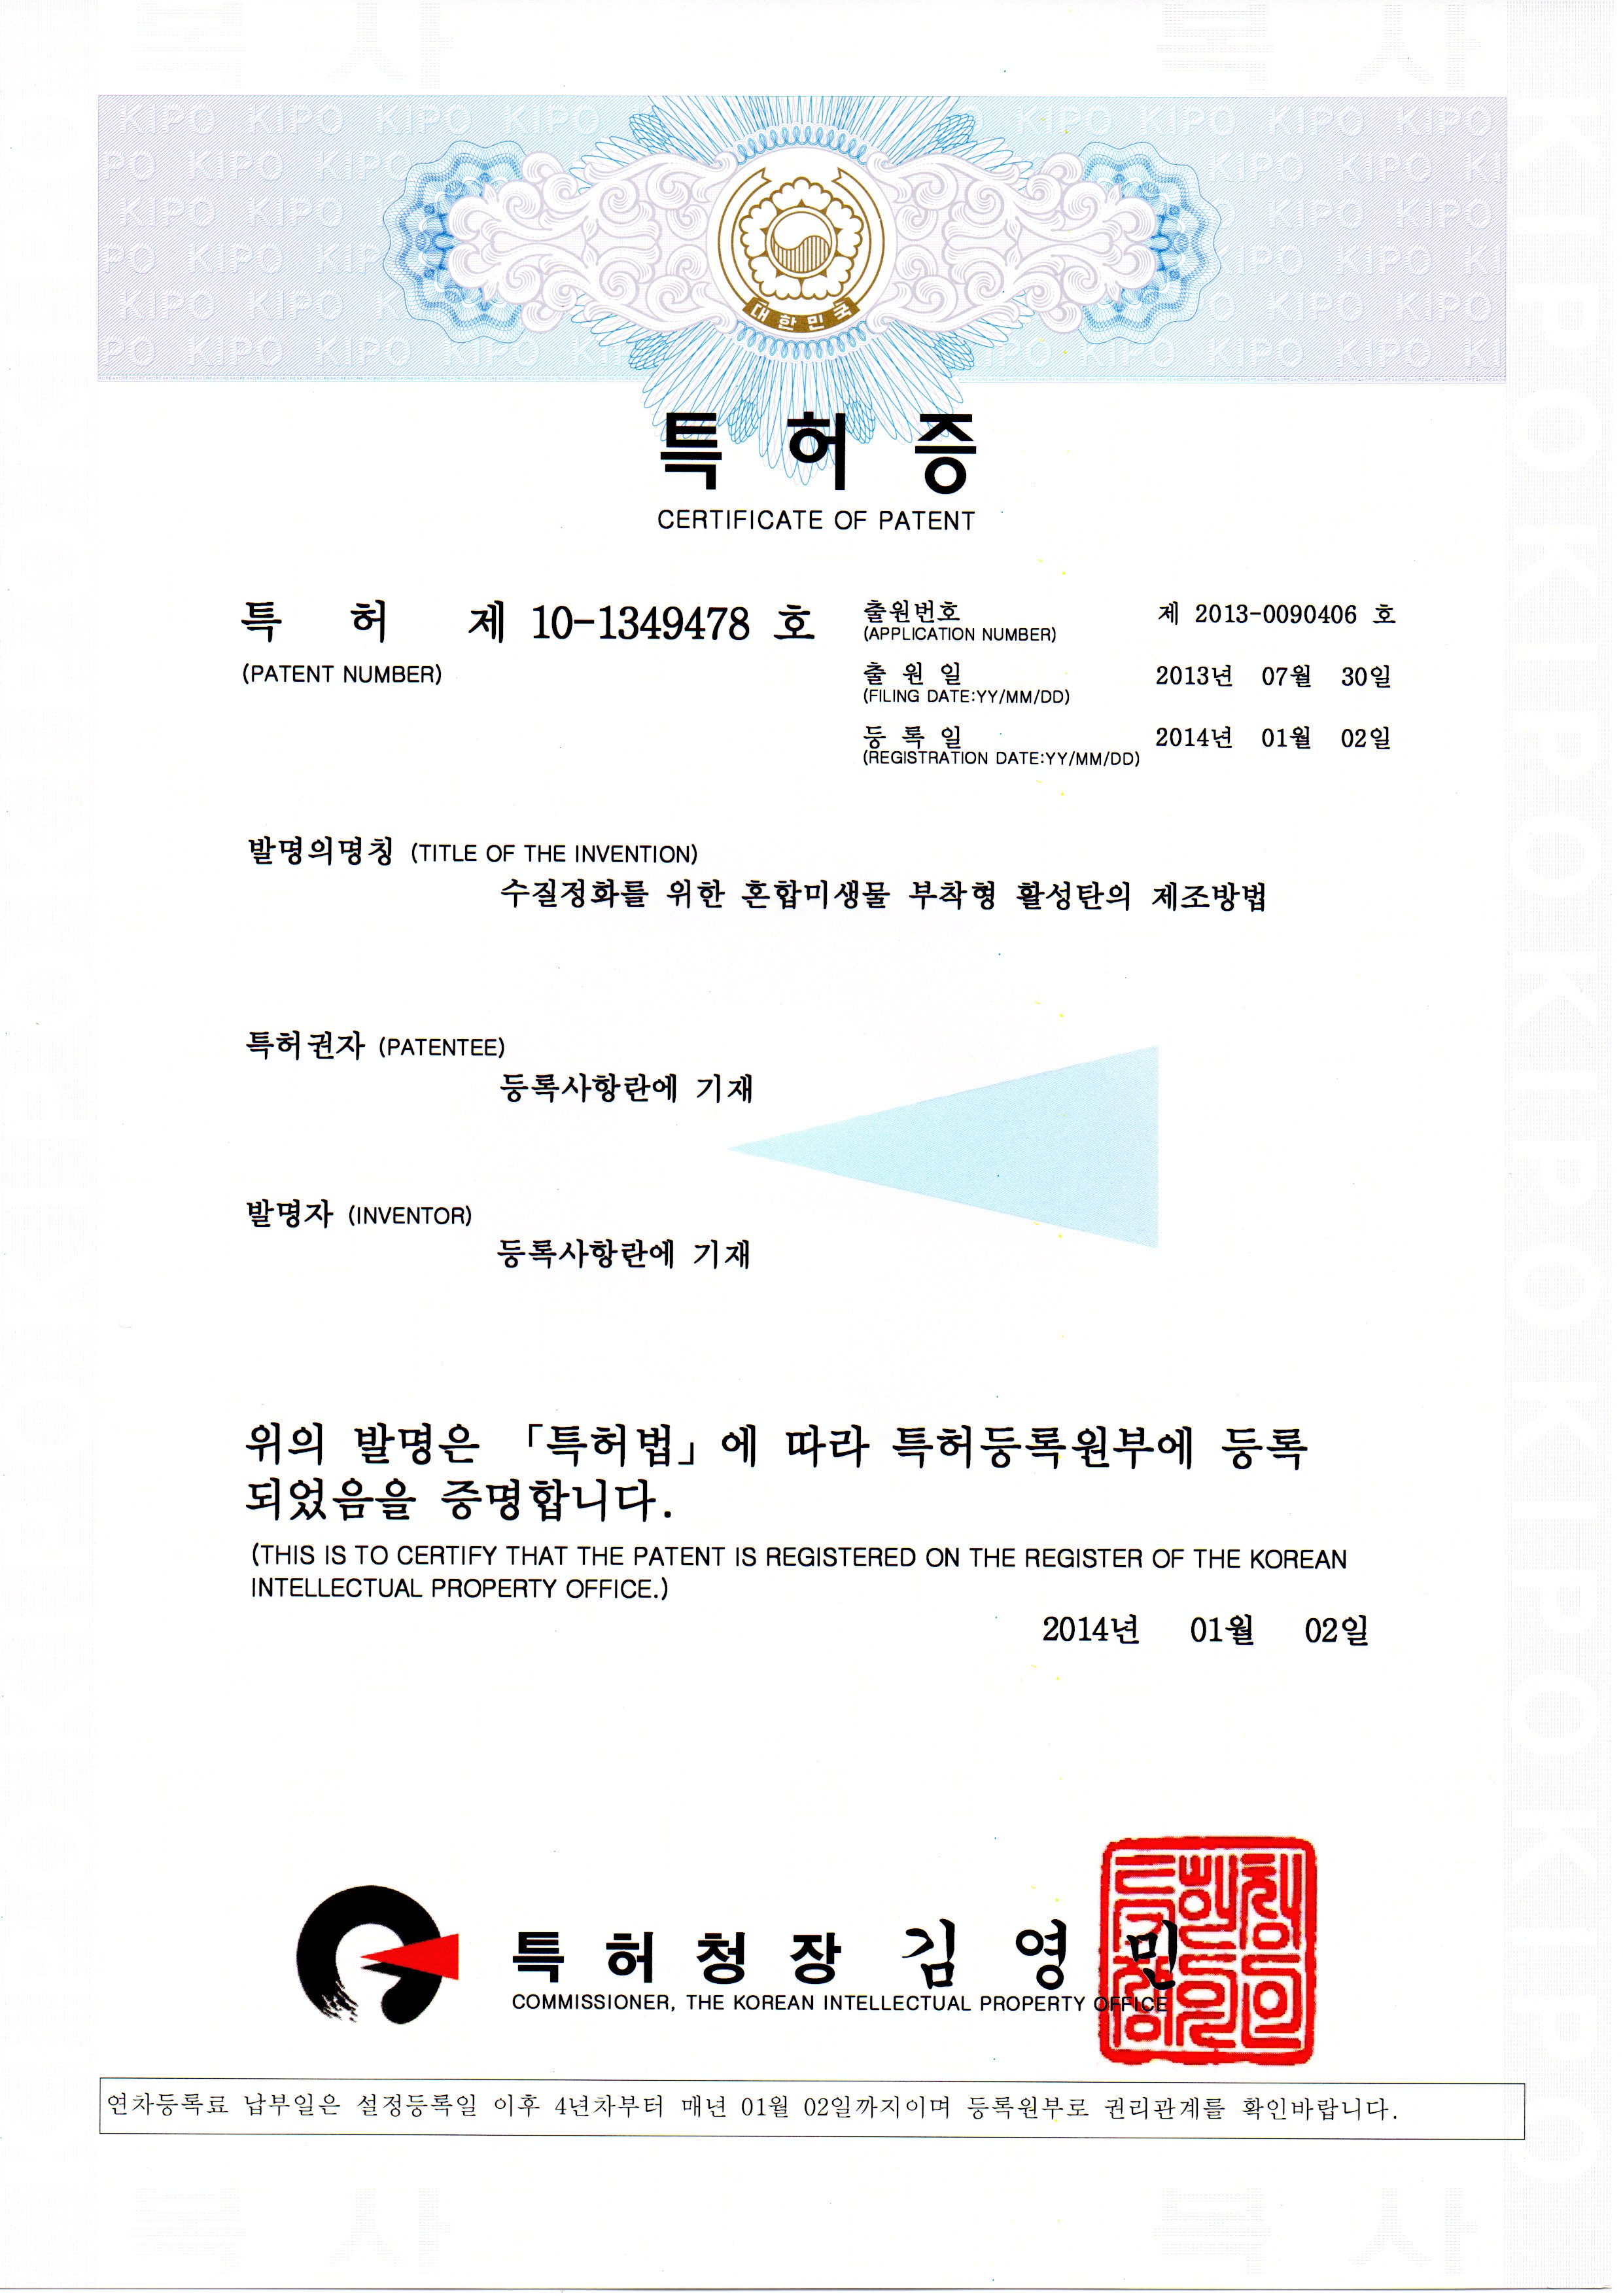 복사 복사
KIPO KIPO KIPO KIPO KIPO KIPO KIPO KIPO
대한민국
특 허 증
CERTIFICATE OF PATENT
특 허 제 10-1349478 호
(PATENT NUMBER)
출원번호 제 2013-0090406 호
(APPLICATION NUMBER)
출 원 일 2013년 07월 30일
(FILING DATE:YY/MM/DD)
등 록 일 2014년 01월 02일
(REGISTRATION DATE:YY/MM/DD)
발명의명칭 (TITLE OF THE INVENTION)
수질정화를 위한 혼합미생물 부착형 활성탄의 제조방법
특허권자 (PATENTEE)
등록사항란에 기재
발명자 (INVENTOR)
등록사항란에 기재
위의 발명은 「특허법」에 따라 특허등록원부에 등록
되었음을 증명합니다.
(THIS IS TO CERTIFY THAT THE PATENT IS REGISTERED ON THE REGISTER OF THE KOREAN
INTELLECTUAL PROPERTY OFFICE.)
2014년 01월 02일
특 허 청 장 김 영 민
COMMISSIONER, THE KOREAN INTELLECTUAL PROPERTY OFFICE
연차등록료 납부일은 설정등록일 이후 4년차부터 매년 01월 02일까지이며 등록원부로 권리관계를 확인바랍니다.
복사 복사